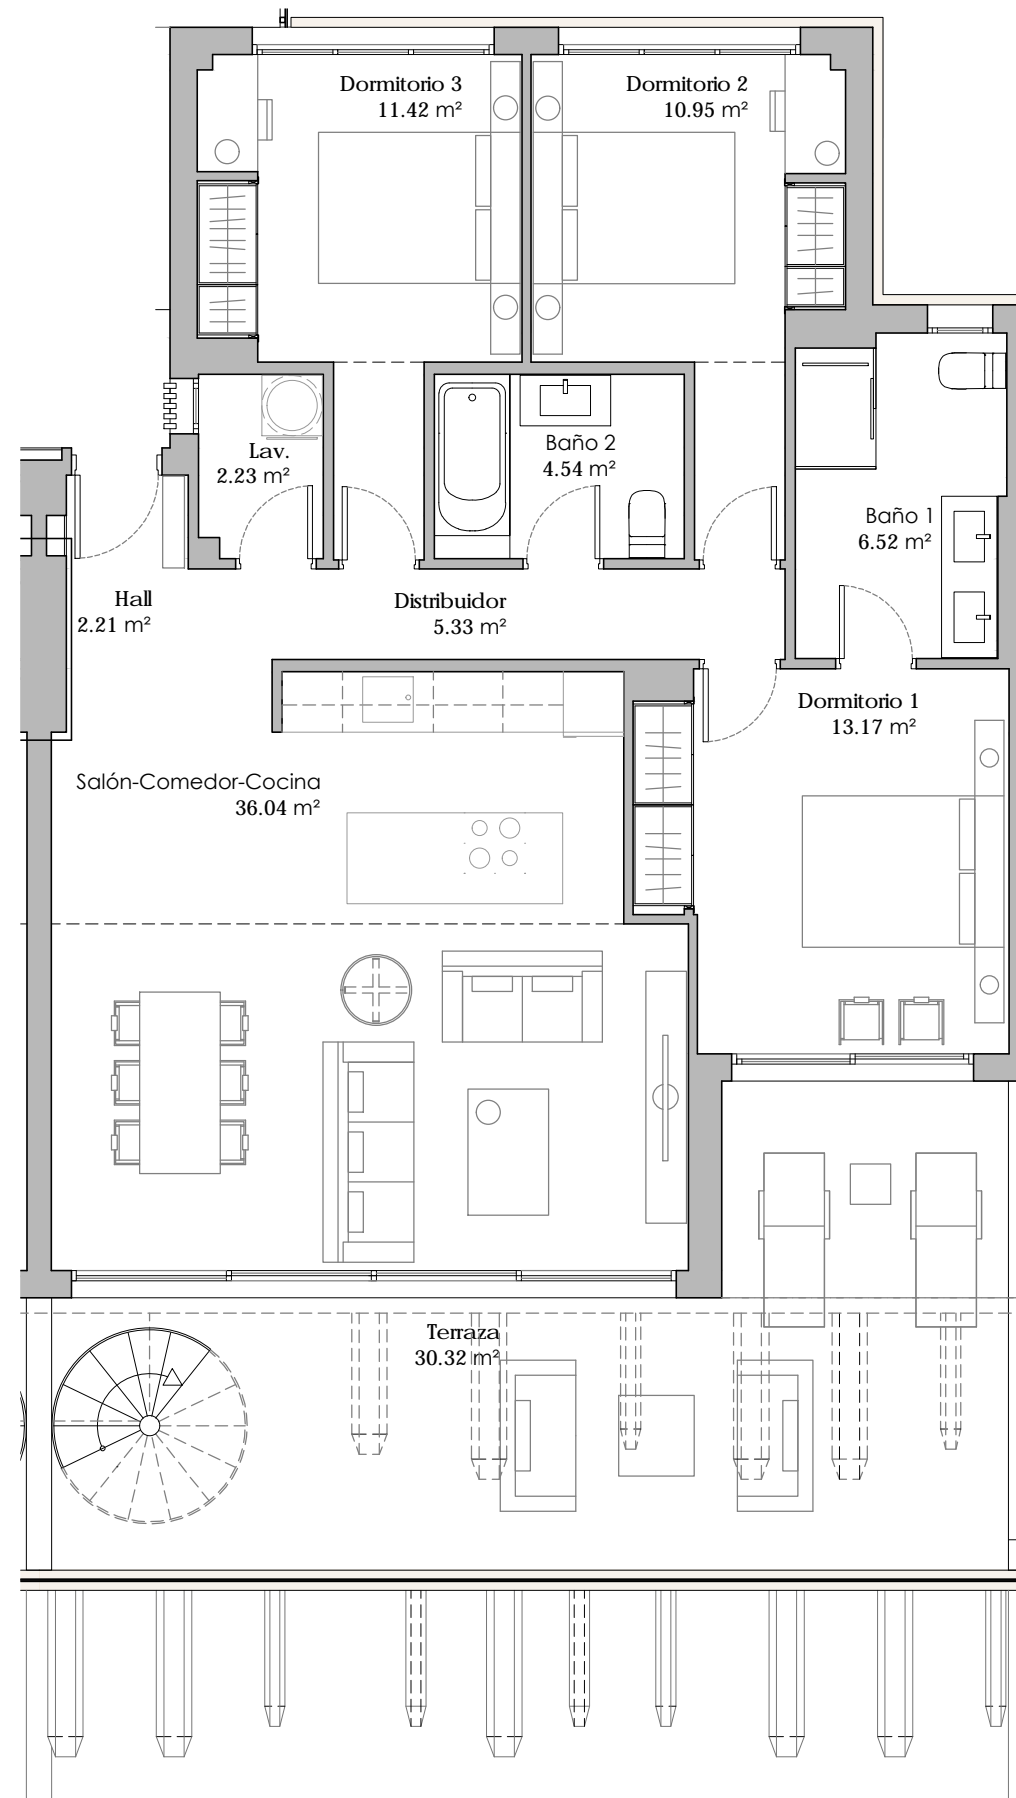 Dormitorio 3
11.42 m²
Dormitorio 2
10.95 m²
Lav.
2.23 m²
Baño 2
4.54 m²
Baño 1
6.52 m²
Hall
2.21 m²
Distribuidor
5.33 m²
Dormitorio 1
13.17 m²
Salón-Comedor-Cocina
36.04 m²
Terraza
30.32 m²